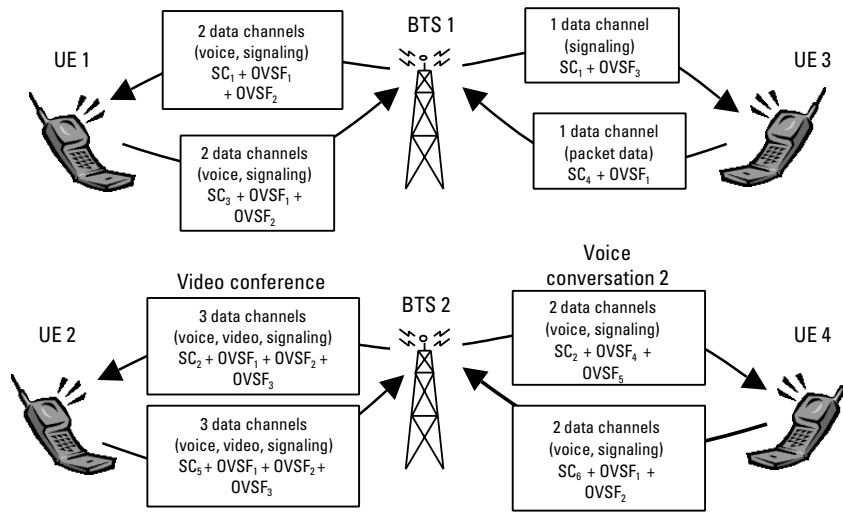 BTS 1
UE 1
UE 3
2 data channels
(voice, signaling)
SC₁ + OVSF₁
+ OVSF₂
1 data channel
(signaling)
SC₁ + OVSF₃
2 data channels
(voice, signaling)
SC₃ + OVSF₁ +
OVSF₂
1 data channel
(packet data)
SC₄ + OVSF₁
Video conference
Voice
conversation 2
BTS 2
UE 2
UE 4
3 data channels
(voice, video, signaling)
SC₂ + OVSF₁ + OVSF₂ +
OVSF₃
2 data channels
(voice, signaling)
SC₂ + OVSF₄ +
OVSF₅
3 data channels
(voice, video, signaling)
SC₅ + OVSF₁ + OVSF₂ +
OVSF₃
2 data channels
(voice, signaling)
SC₆ + OVSF₁ +
OVSF₂